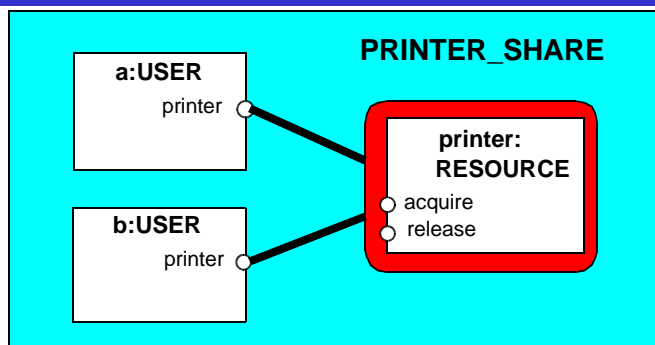 PRINTER_SHARE
a:USER
printer
printer:
RESOURCE
acquire
release
b:USER
printer